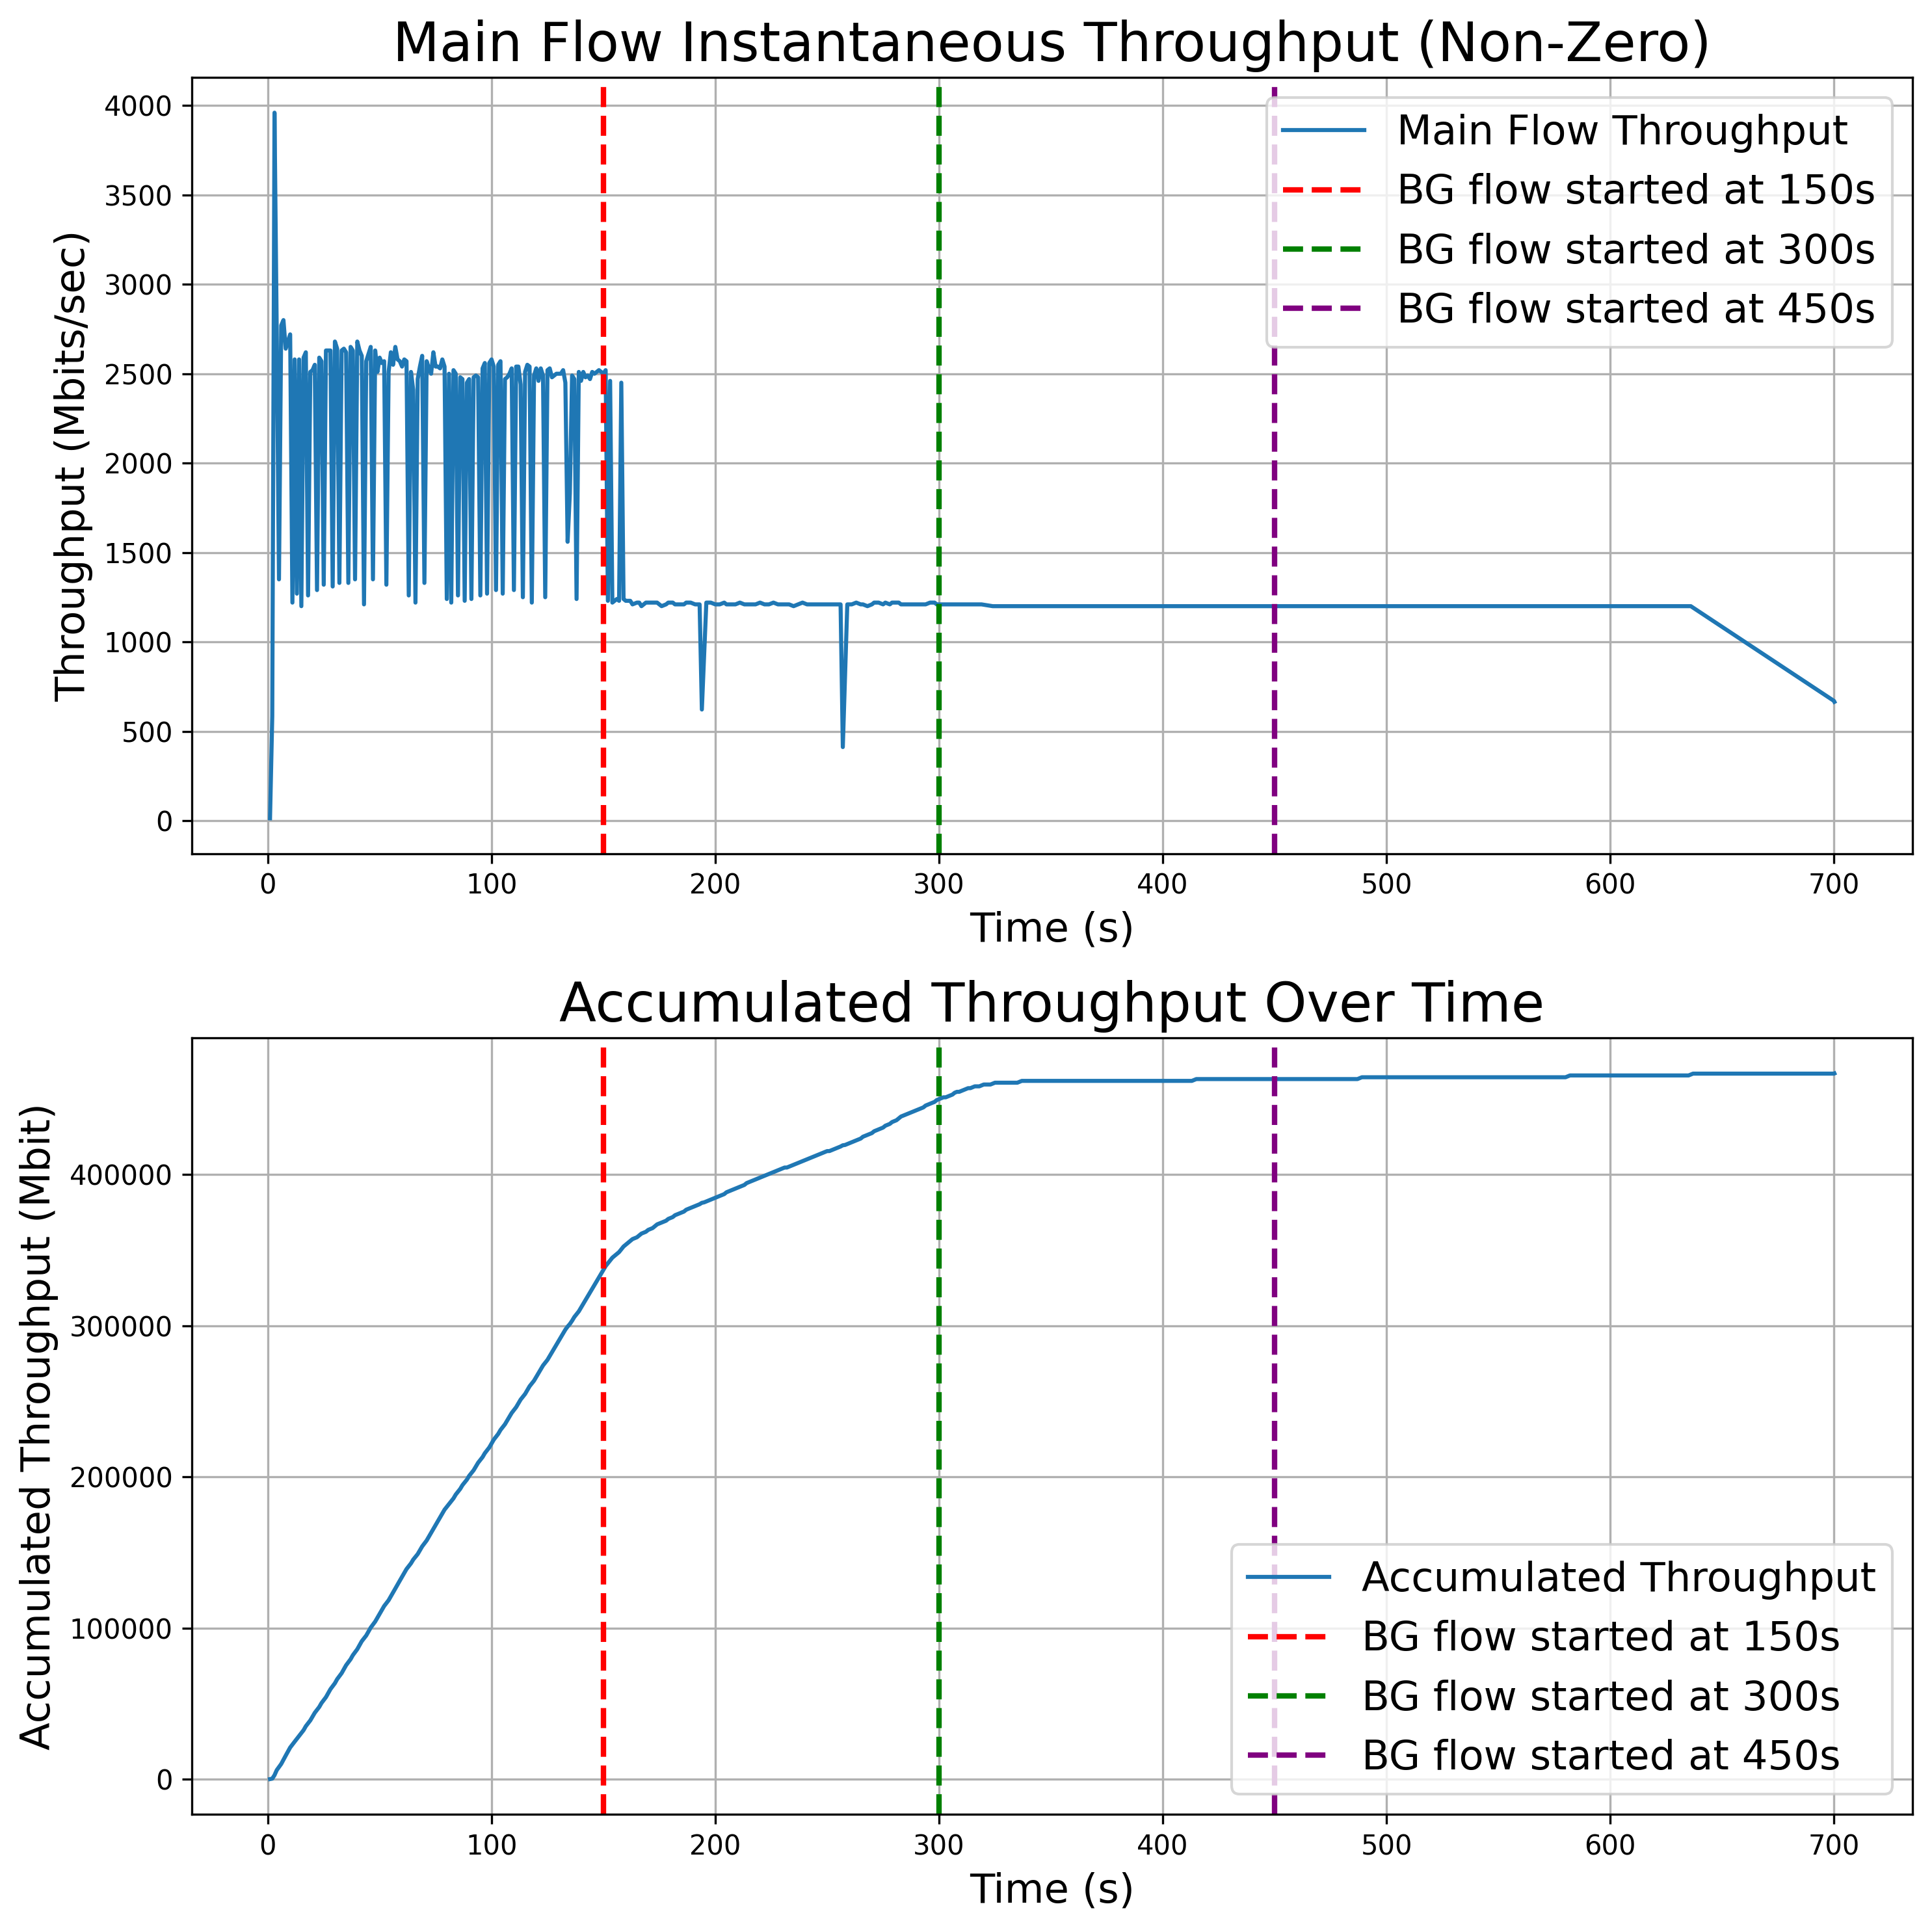 Main Flow Instantaneous Throughput (Non-Zero)
4000
3500
3000
2500
2000
1500
1000
500
0
Throughput (Mbits/sec)
Main Flow Throughput
BG flow started at 150s
BG flow started at 300s
BG flow started at 450s
0 100 200 300 400 500 600 700
Time (s)
Accumulated Throughput Over Time
400000
300000
200000
100000
0
Accumulated Throughput (Mbit)
Accumulated Throughput
BG flow started at 150s
BG flow started at 300s
BG flow started at 450s
0 100 200 300 400 500 600 700
Time (s)